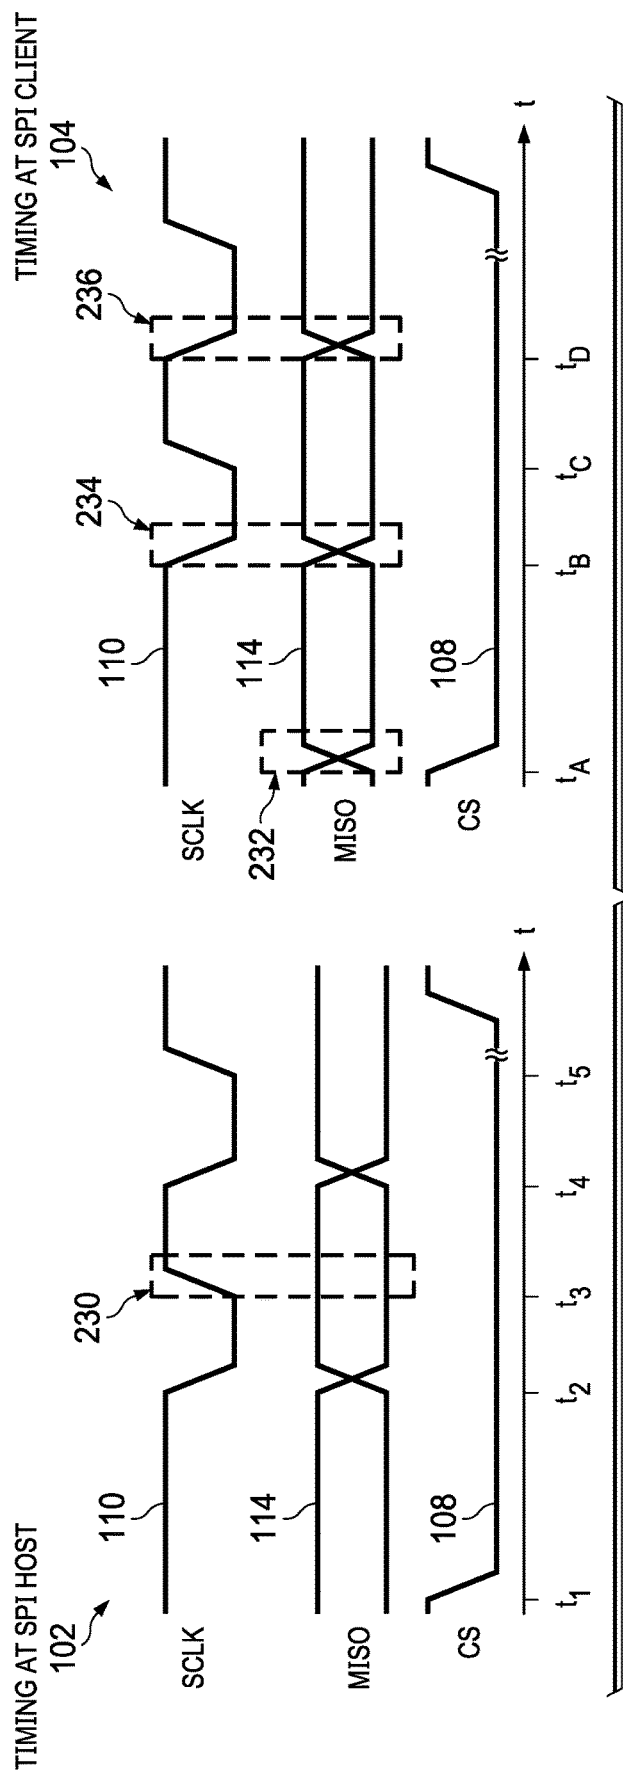 TIMING AT SPI HOST
102
SCLK
110
230
MISO
114
CS
108
t1
t2
t3
t4
t5
t
TIMING AT SPI CLIENT
104
SCLK
110
234
236
232
MISO
114
CS
108
tA
tB
tC
tD
t